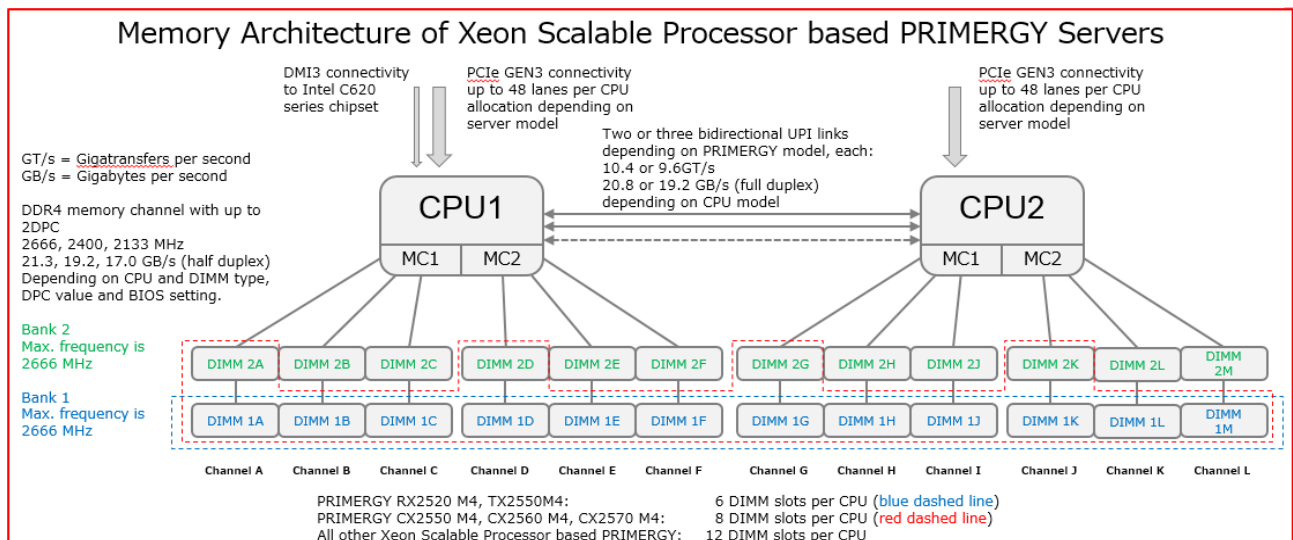 Memory Architecture of Xeon Scalable Processor based PRIMERGY Servers
DMI3 connectivity
to Intel C620
series chipset
PCIe GEN3 connectivity
up to 48 lanes per CPU
allocation depending on
server model
PCIe GEN3 connectivity
up to 48 lanes per CPU
allocation depending on
server model
Two or three bidirectional UPI links
depending on PRIMERGY model, each:
10.4 or 9.6GT/s
20.8 or 19.2 GB/s (full duplex)
depending on CPU model
GT/s = Gigatransfers per second
GB/s = Gigabytes per second
DDR4 memory channel with up to
2DPC
2666, 2400, 2133 MHz
21.3, 19.2, 17.0 GB/s (half duplex)
Depending on CPU and DIMM type,
DPC value and BIOS setting.
CPU1
MC1 MC2
CPU2
MC1 MC2
Bank 2
Max. frequency is
2666 MHz
DIMM 2A DIMM 2B DIMM 2C DIMM 2D DIMM 2E DIMM 2F DIMM 2G DIMM 2H DIMM 2J DIMM 2K DIMM 2L DIMM
2M
Bank 1
Max. frequency is
2666 MHz
DIMM 1A DIMM 1B DIMM 1C DIMM 1D DIMM 1E DIMM 1F DIMM 1G DIMM 1H DIMM 1J DIMM 1K DIMM 1L DIMM
1M
Channel A Channel B Channel C Channel D Channel E Channel F Channel G Channel H Channel I Channel J Channel K Channel L
PRIMERGY RX2520 M4, TX2550M4: 6 DIMM slots per CPU (blue dashed line)
PRIMERGY CX2550 M4, CX2560 M4, CX2570 M4: 8 DIMM slots per CPU (red dashed line)
All other Xeon Scalable Processor based PRIMERGY: 12 DIMM slots per CPU